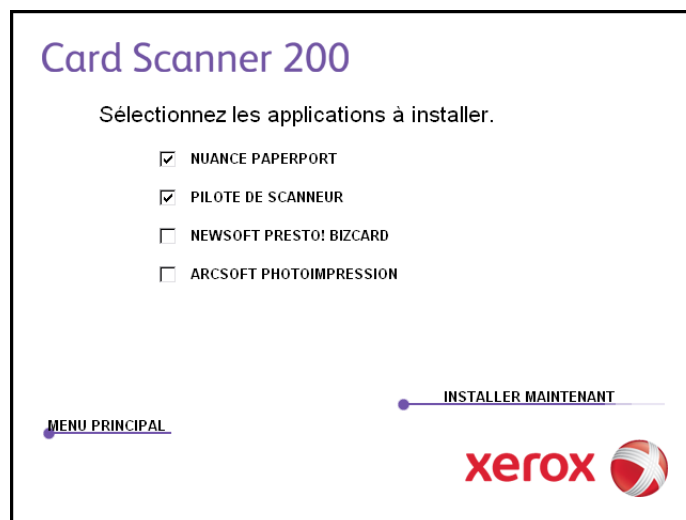 Card Scanner 200
Sélectionnez les applications à installer.
NUANCE PAPERPORT
PILOTE DE SCANNEUR
NEWSOFT PRESTO! BIZCARD
ARCSOFT PHOTOIMPRESSION
INSTALLER MAINTENANT
MENU PRINCIPAL
xerox